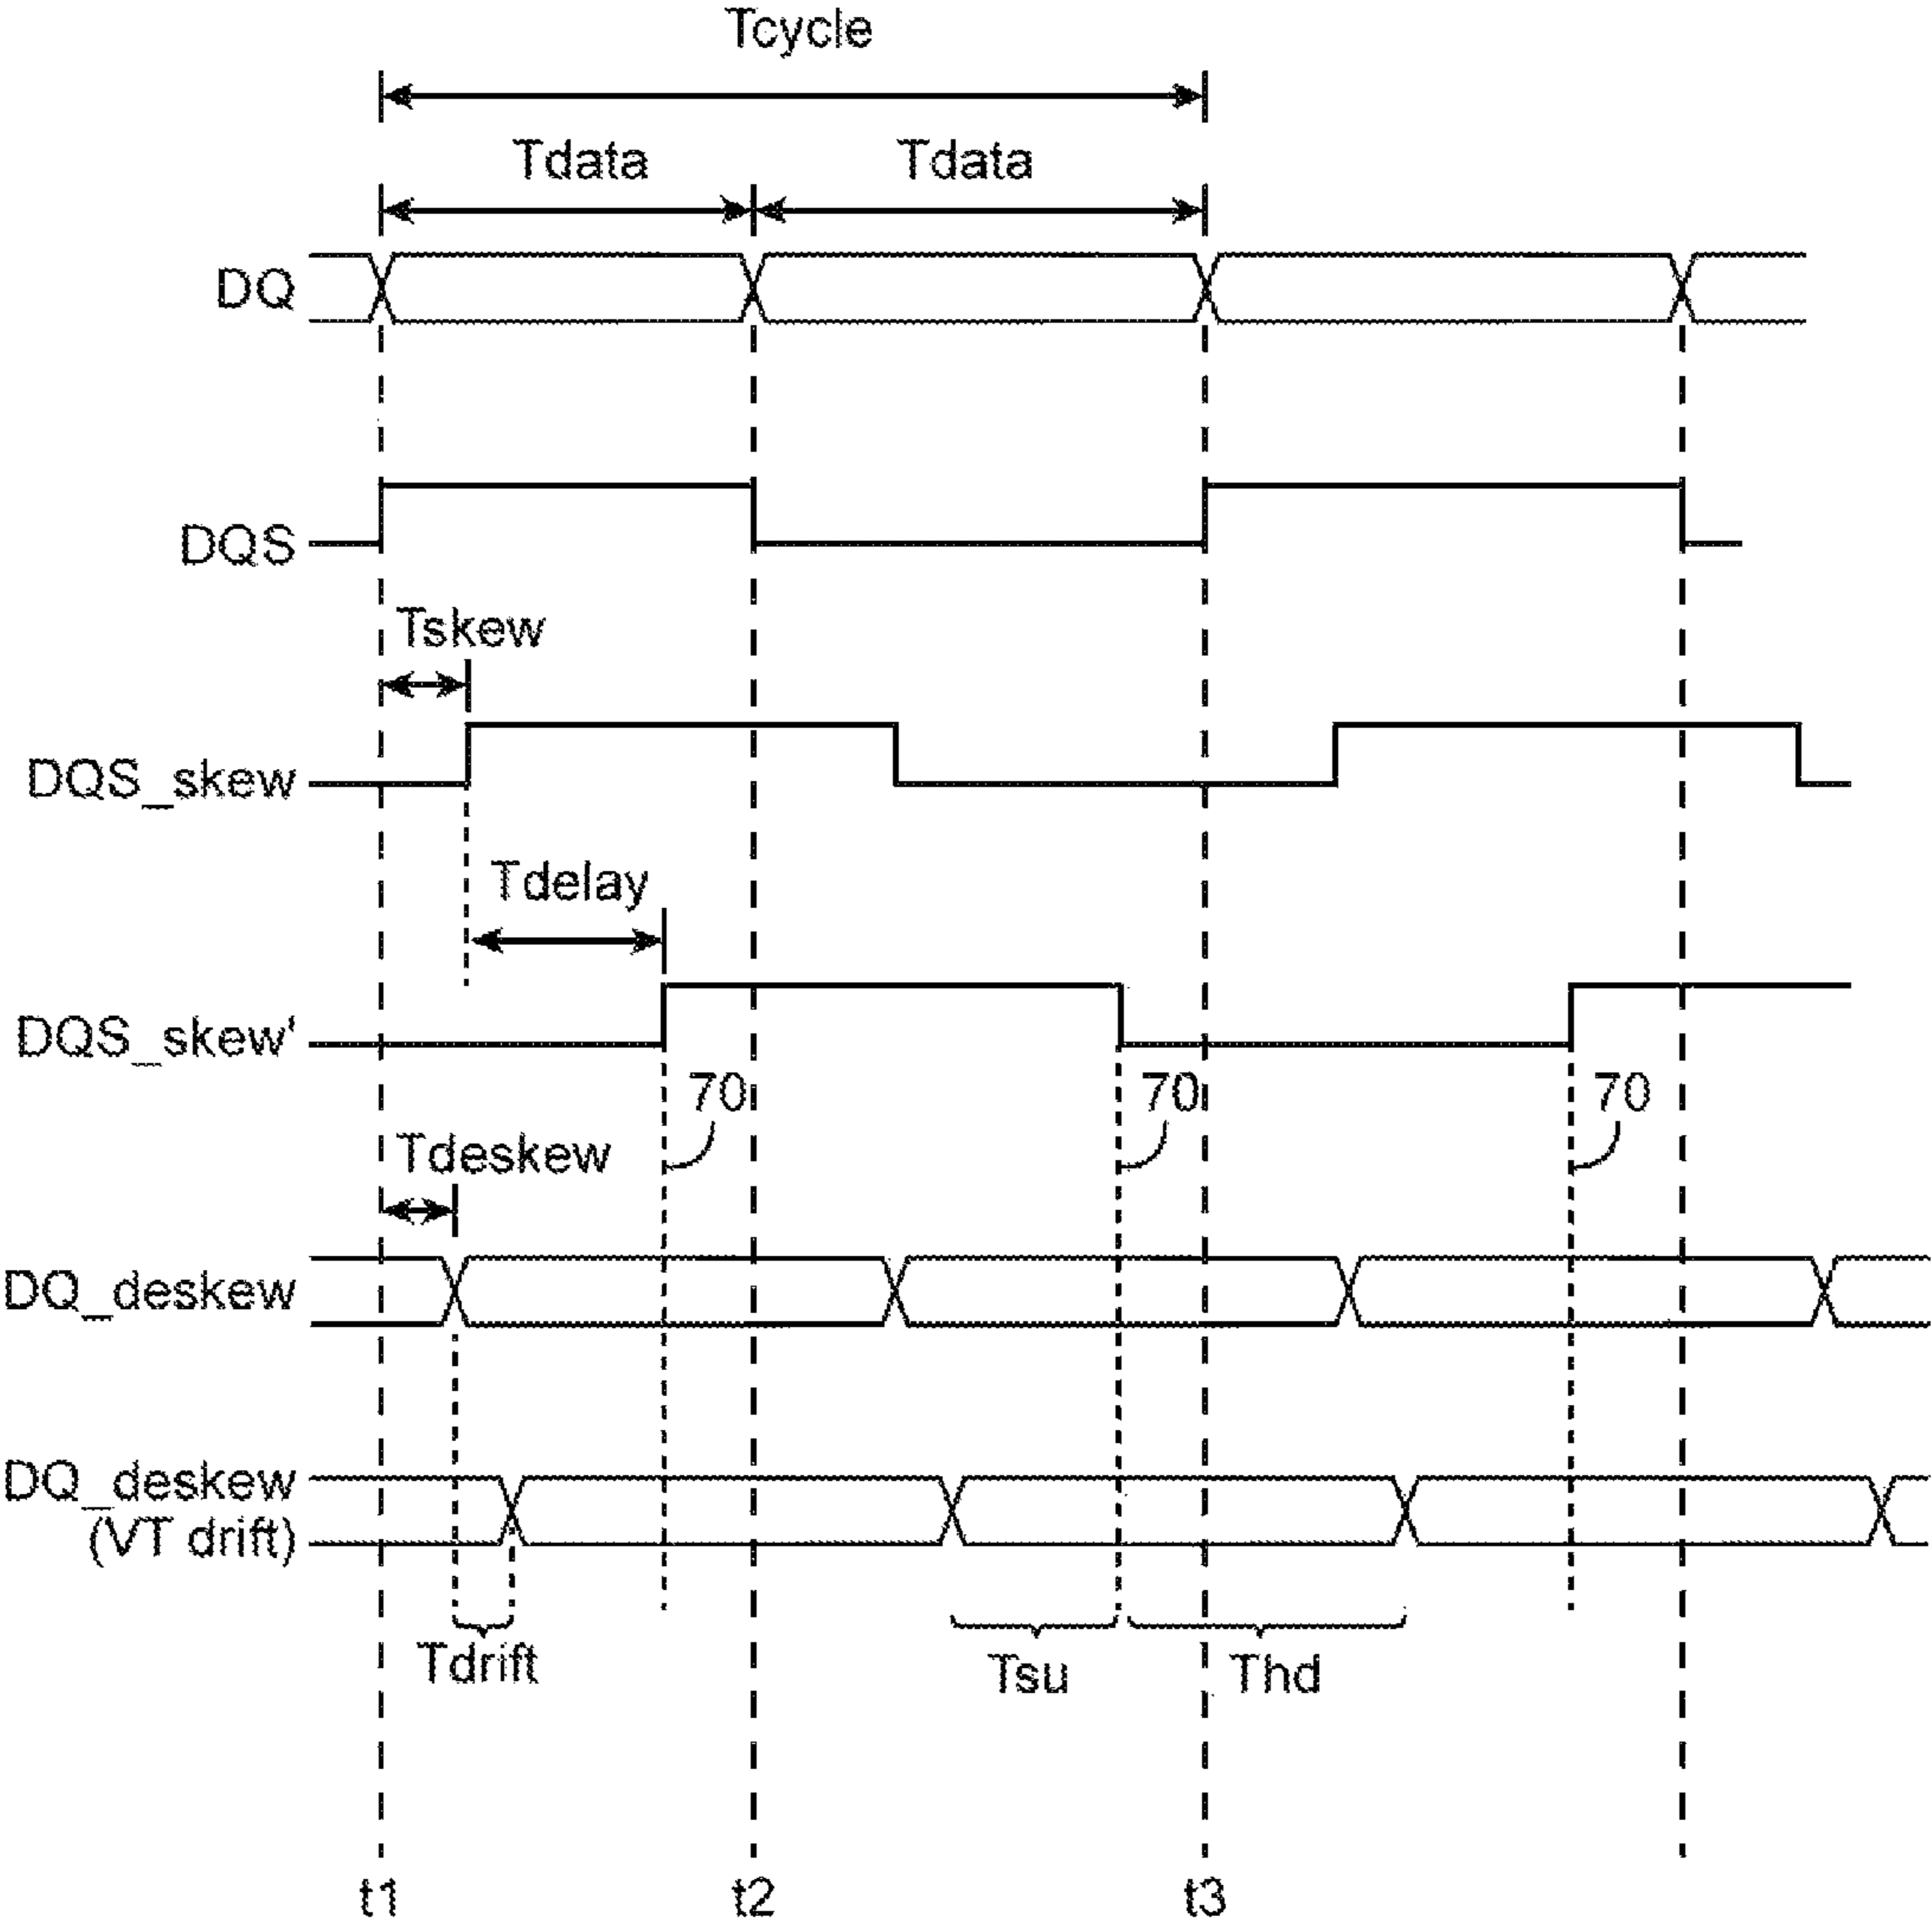 Tcycle
Tdata Tdata
DQ
DQS
Tskew
DQS_skew
Tdelay
DQS_skew'
70 70 70
Tdeskew
DQ_deskew
DQ_deskew
(VT drift)
Tdrift Tsu Thd
t1 t2 t3